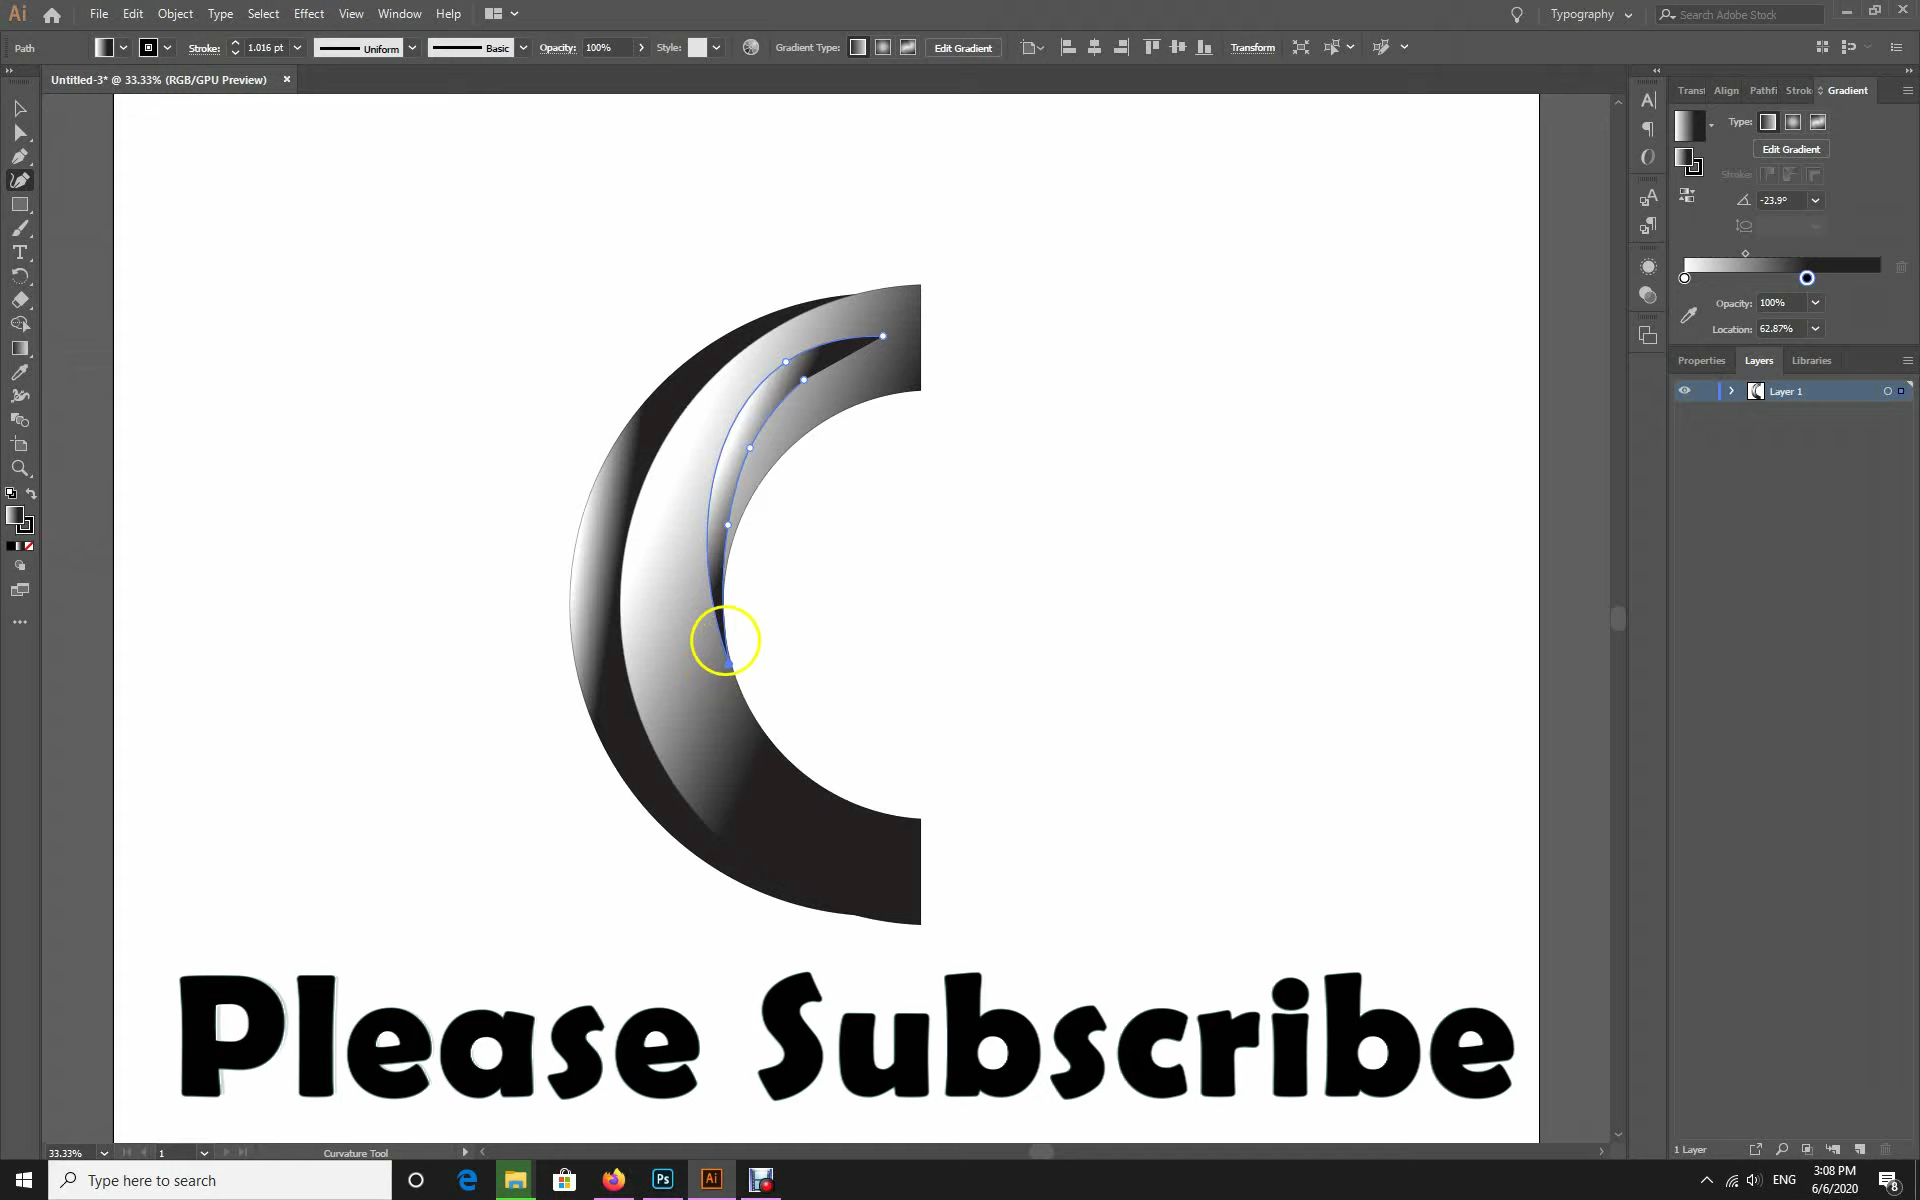 Ai File Edit Object Type Select Effect View Window Help Typography Search Adobe Stock
Path Stroke: 1.016 pt Uniform Basic Opacity: 100% Style: Gradient Type: Edit Gradient Transform
Untitled-3* @ 33.33% (RGB/GPU Preview)
Transf Align Pathfi Strok Gradient
Type:
Edit Gradient
Stroke:
-23.9°
Opacity: 100%
Location: 62.87%
Properties Layers Libraries
Layer 1
Please Subscribe
33.33% 1 Curvature Tool 1 Layer
Type here to search Ps Ai ENG 3:08 PM
6/6/2020 8